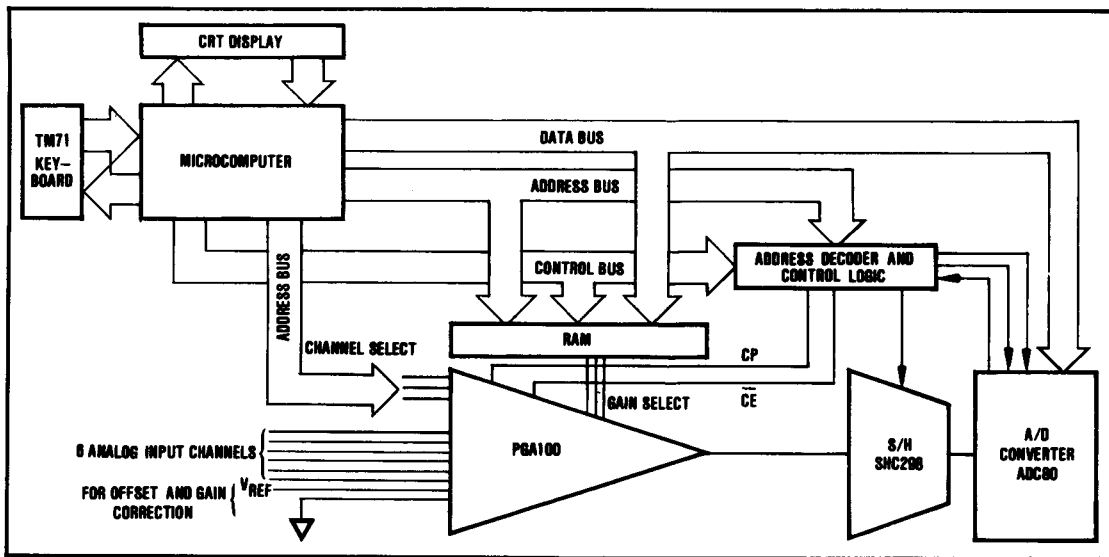 CRT DISPLAY
TM71
KEY-
BOARD
MICROCOMPUTER
DATA BUS
ADDRESS BUS
CONTROL BUS
ADDRESS BUS
ADDRESS DECODER AND
CONTROL LOGIC
RAM
CHANNEL SELECT
CP
CE
GAIN SELECT
PGA100
6 ANALOG INPUT CHANNELS
VREF
FOR OFFSET AND GAIN
CORRECTION
S/H
SHC298
A/D
CONVERTER
ADC80